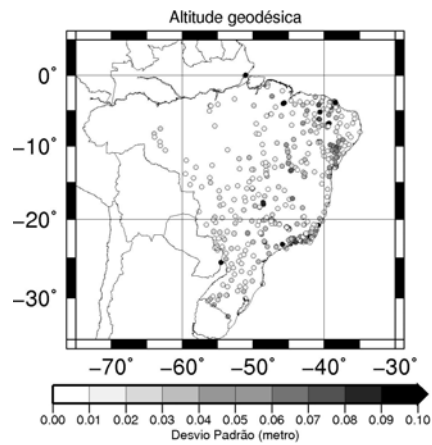 Altitude geodésica
0°
−10°
−20°
−30°
−70° −60° −50° −40° −30°
0.00 0.01 0.02 0.03 0.04 0.05 0.06 0.07 0.08 0.09 0.10
Desvio Padrão (metro)